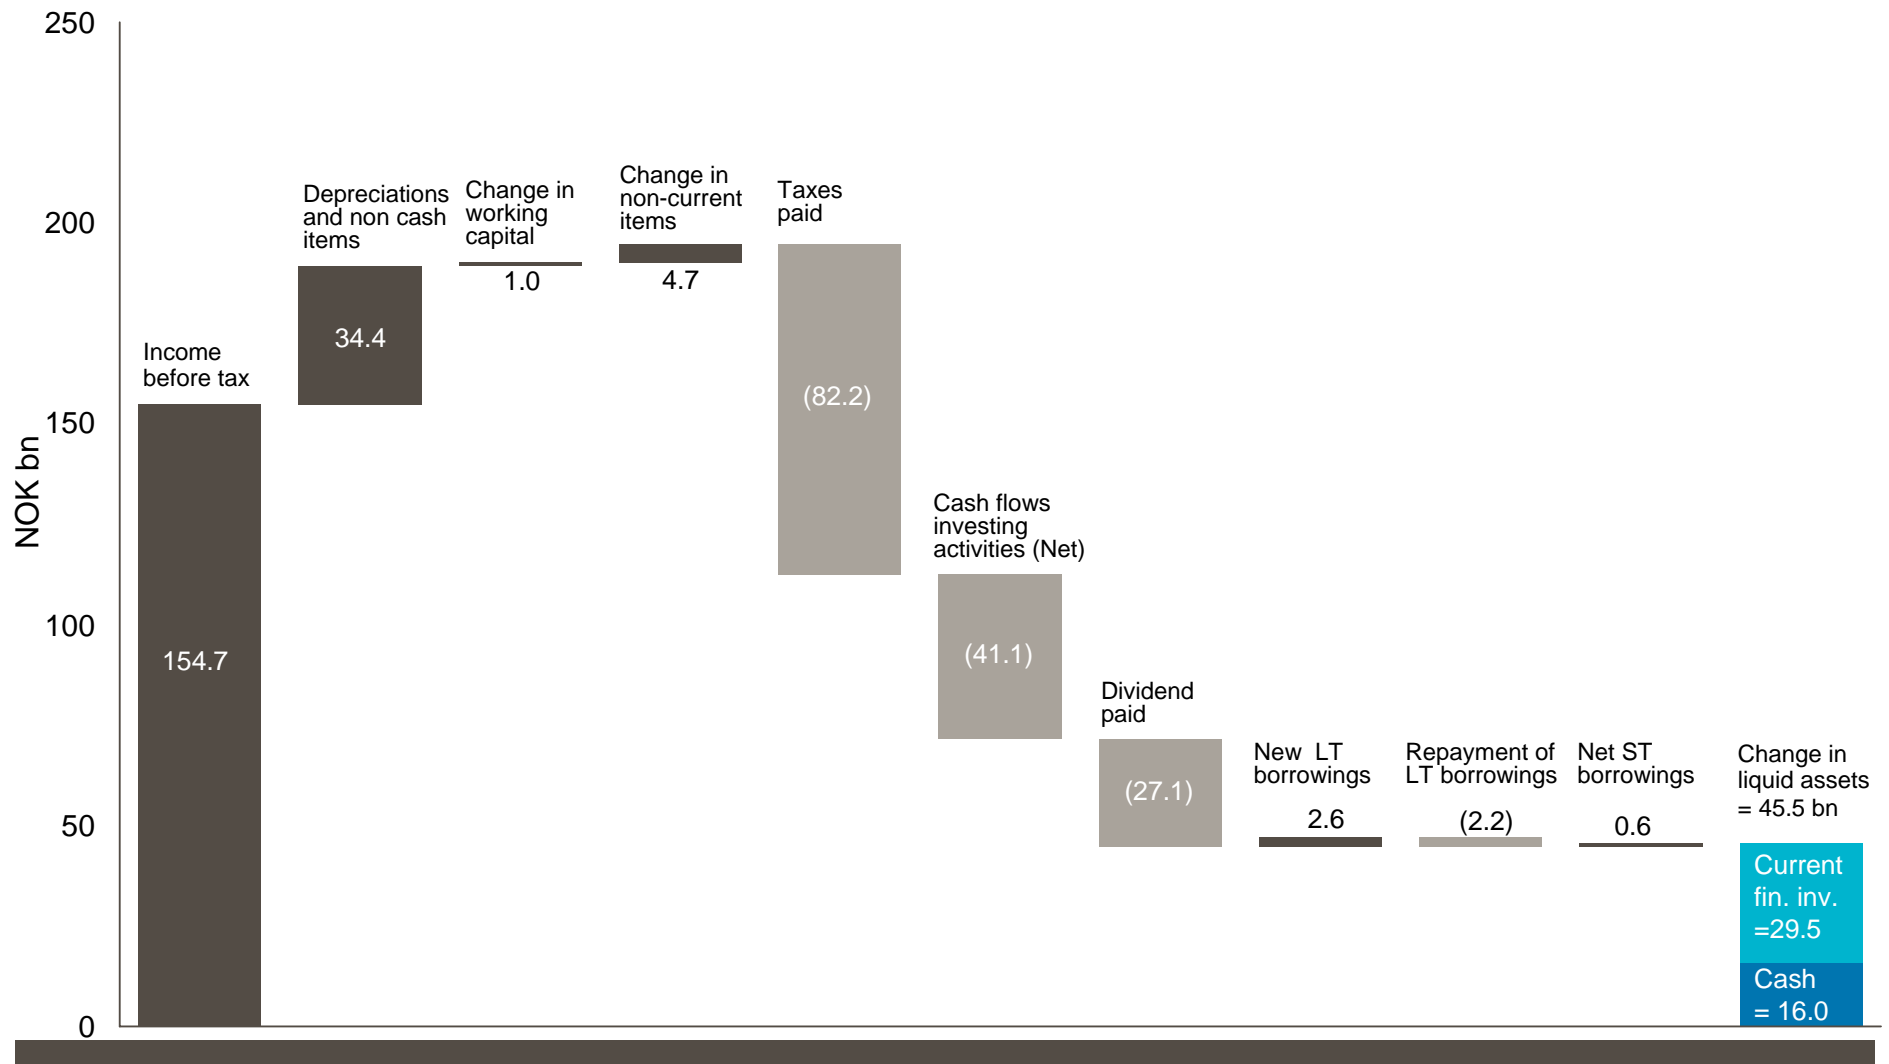 250
200
150
100
50
0
NOK bn
Income
before tax
154.7
Depreciations
and non cash
items
34.4
Change in
working
capital
1.0
Change in
non-current
items
4.7
Taxes
paid
(82.2)
Cash flows
investing
activities (Net)
(41.1)
Dividend
paid
(27.1)
New LT
borrowings
2.6
Repayment of
LT borrowings
(2.2)
Net ST
borrowings
0.6
Change in
liquid assets
= 45.5 bn
Current
fin. inv.
=29.5
Cash
= 16.0